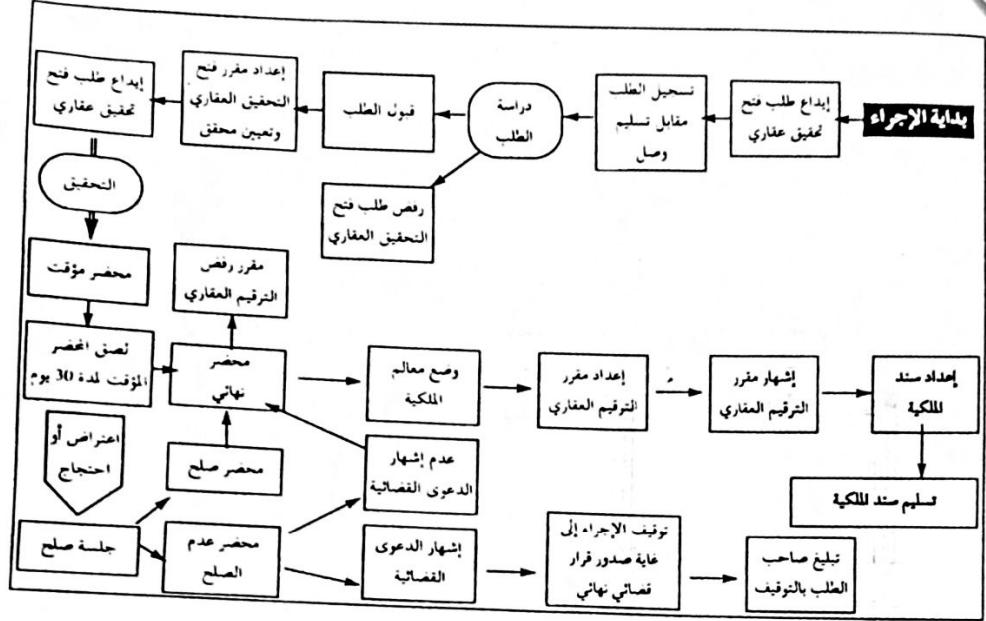 بداية الإجراء
إيداع طلب فتح
تحقيق عقاري
تسحيل الطلب
مقابل تسليم
وصل
دراسة
الطلب
قبول الطلب
إعداد مقرر فتح
التحقيق العقاري
وتعيين محقق
إيداع طلب فتح
تحقيق عقاري
رفض طلب فتح
التحقيق العقاري
التحقيق
محضر مؤقت
مقرر رفض
الترقيم العقاري
لصق المحضر
المؤقت لمدة 30 يوم
محضر
نهائي
وضع معالم
الملكية
إعداد مقرر
الترقيم العقاري
إشهار مقرر
الترقيم العقاري
إعداد سند
الملكية
تسليم سند الملكية
اعتراض أو
احتجاج
محضر صلح
عدم إشهار
الدعوى القضائية
جلسة صلح
محضر عدم
الصلح
إشهار الدعوى
القضائية
توقيف الإجراء إلى
غاية صدور قرار
قضائي نهائي
تبليغ صاحب
الطلب بالتوقيف